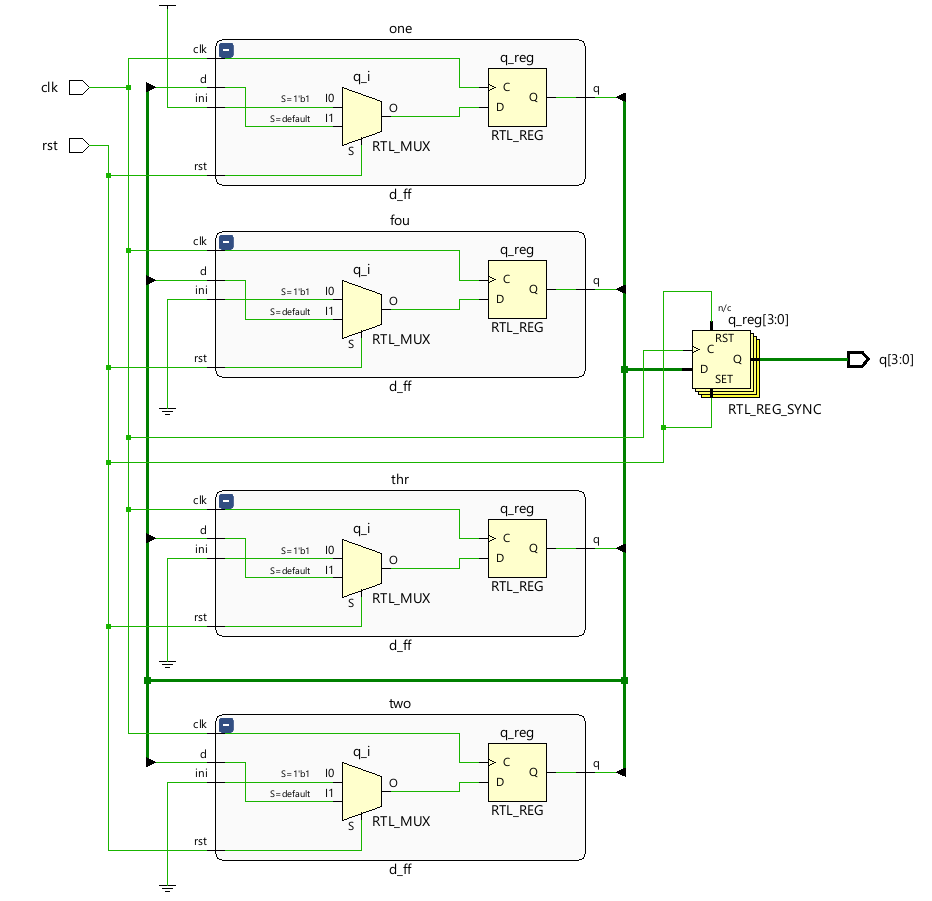 one
clk
q_reg
d
q_i
C
q
clk
ini
S=1'b1
I0
O
Q
D
S=default
I1
S
RTL_MUX
RTL_REG
rst
rst
d_ff
fou
clk
q_reg
d
q_i
C
q
ini
S=1'b1
I0
O
Q
D
S=default
I1
S
RTL_MUX
RTL_REG
rst
d_ff
n/c
q_reg[3:0]
RST
C
Q
D
SET
q[3:0]
RTL_REG_SYNC
thr
clk
q_reg
d
q_i
C
q
ini
S=1'b1
I0
O
Q
D
S=default
I1
S
RTL_MUX
RTL_REG
rst
d_ff
two
clk
q_reg
d
q_i
C
q
ini
S=1'b1
I0
O
Q
D
S=default
I1
S
RTL_MUX
RTL_REG
rst
d_ff